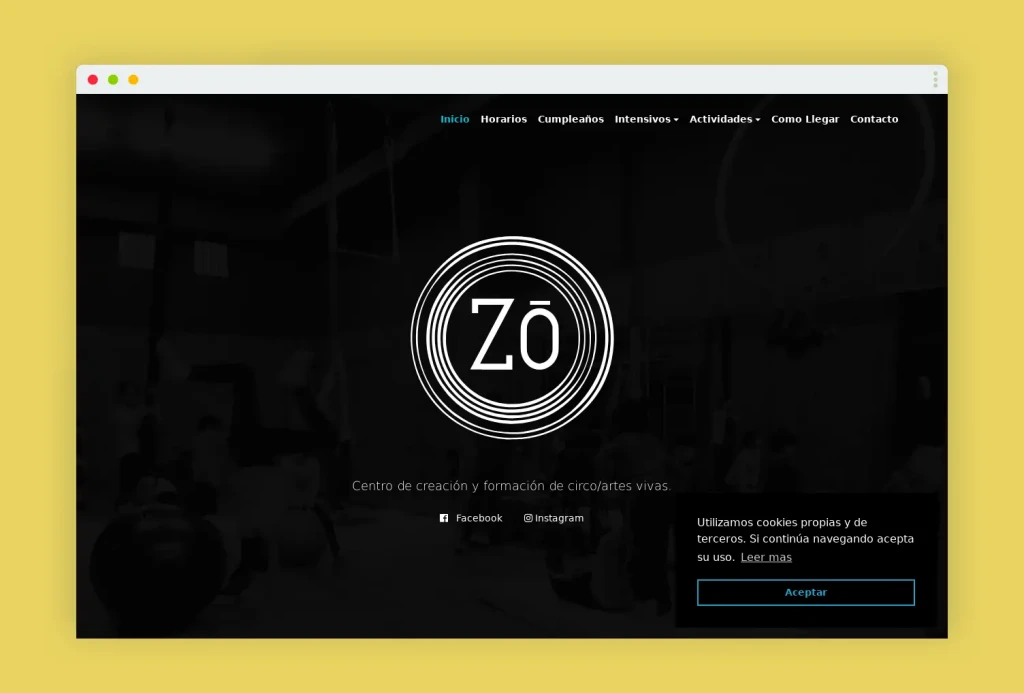 Inicio Horarios Cumpleaños Intensivos Actividades Como Llegar Contacto
Zō
Centro de creación y formación de circo/artes vivas.
Facebook Instagram
Utilizamos cookies propias y de
terceros. Si continúa navegando acepta
su uso. Leer mas
Aceptar